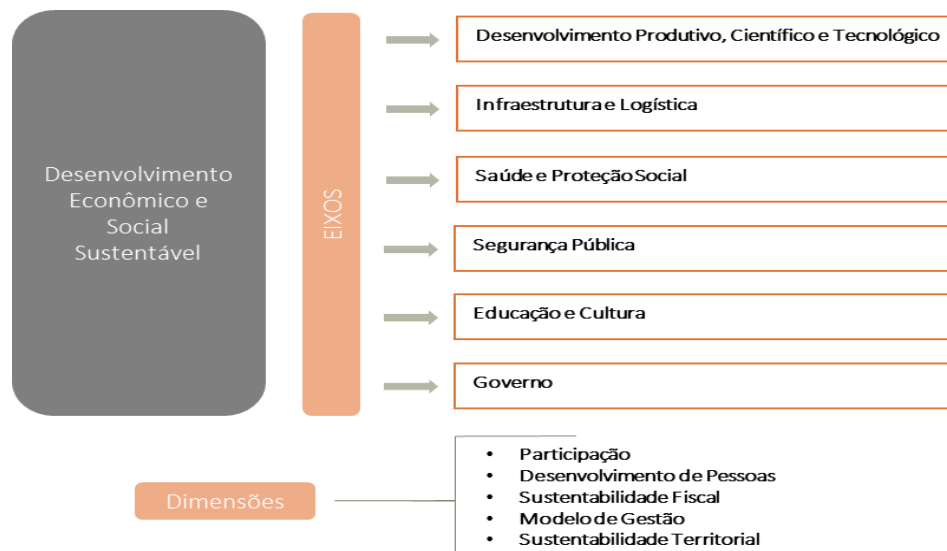 Desenvolvimento
Econômico e
Social
Sustentável
EIXOS
Desenvolvimento Produtivo, Científico e Tecnológico
Infraestrutura e Logística
Saúde e Proteção Social
Segurança Pública
Educação e Cultura
Governo
Dimensões
• Participação
• Desenvolvimento de Pessoas
• Sustentabilidade Fiscal
• Modelo de Gestão
• Sustentabilidade Territorial